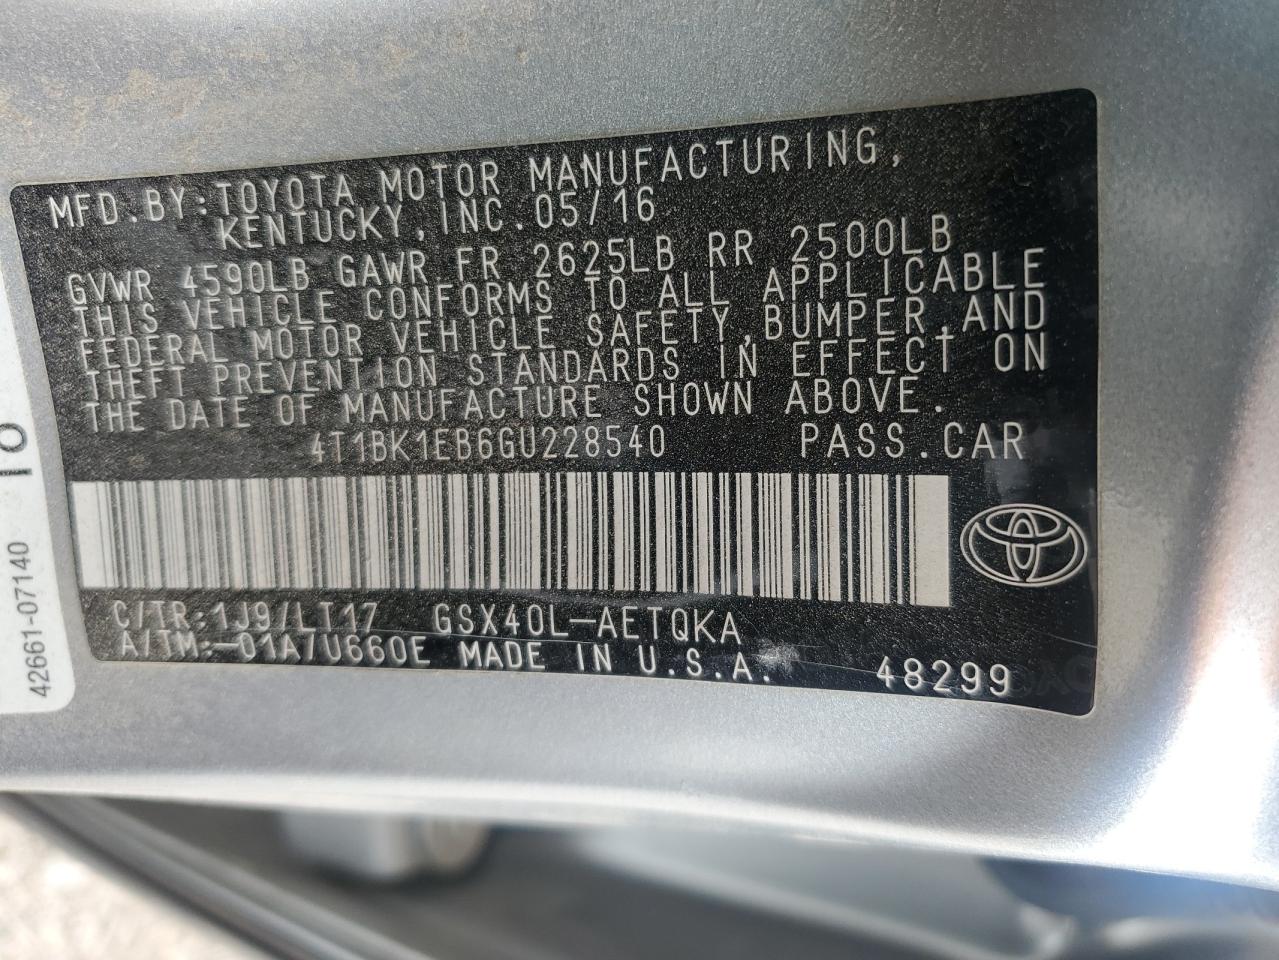 MFD.BY:TOYOTA MOTOR MANUFACTURING,
KENTUCKY,INC.05/16
GVWR 4590LB GAWR FR 2625LB RR 2500LB
THIS VEHICLE CONFORMS TO ALL APPLICABLE
FEDERAL MOTOR VEHICLE SAFETY,BUMPER,AND
THEFT PREVENTION STANDARDS IN EFFECT ON
THE DATE OF MANUFACTURE SHOWN ABOVE.
4T1BK1EB6GU228540 PASS.CAR
C/TR:1J9/LT17 GSX40L-AETQKA
A/TM:-01A/U660E MADE IN U.S.A.
48299
42661-07140